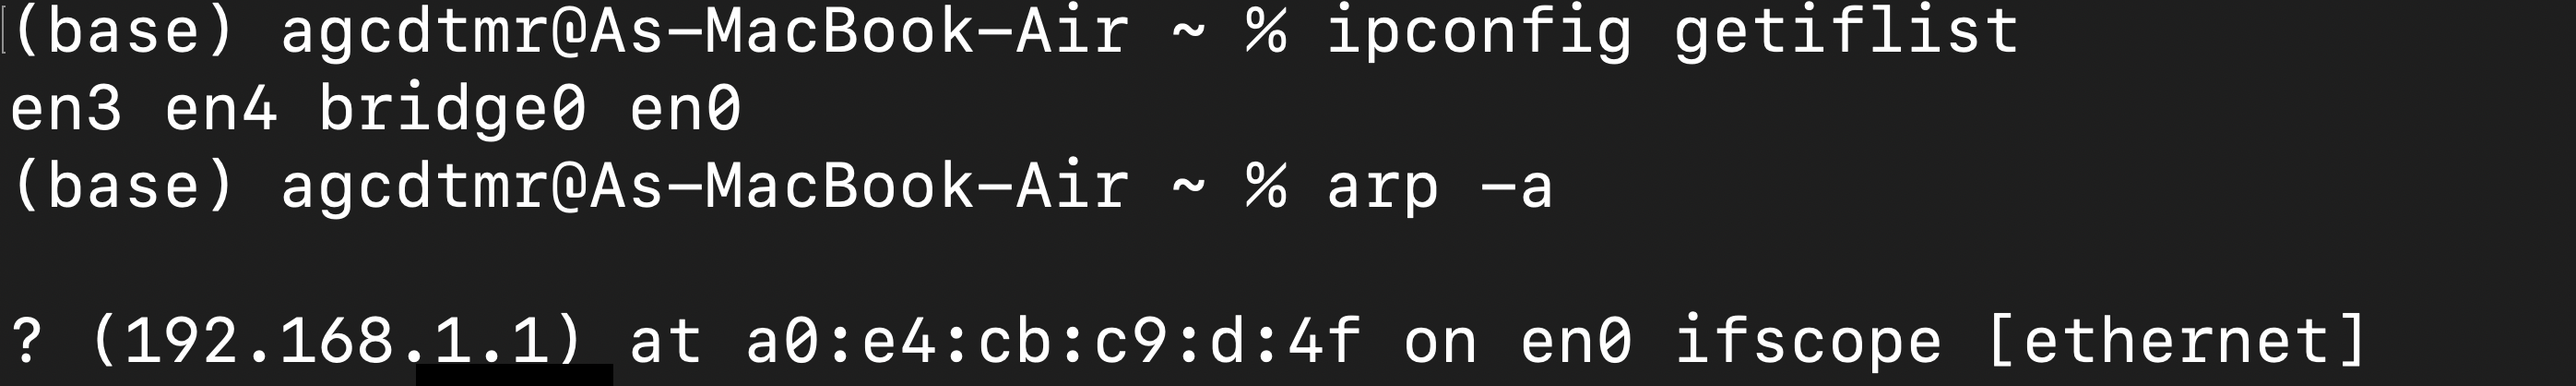 (base) agcdtmr@As-MacBook-Air ~ % ipconfig getiflist
en3 en4 bridge0 en0
(base) agcdtmr@As-MacBook-Air ~ % arp -a
? (192.168.1.1) at a0:e4:cb:c9:d:4f on en0 ifscope [ethernet]